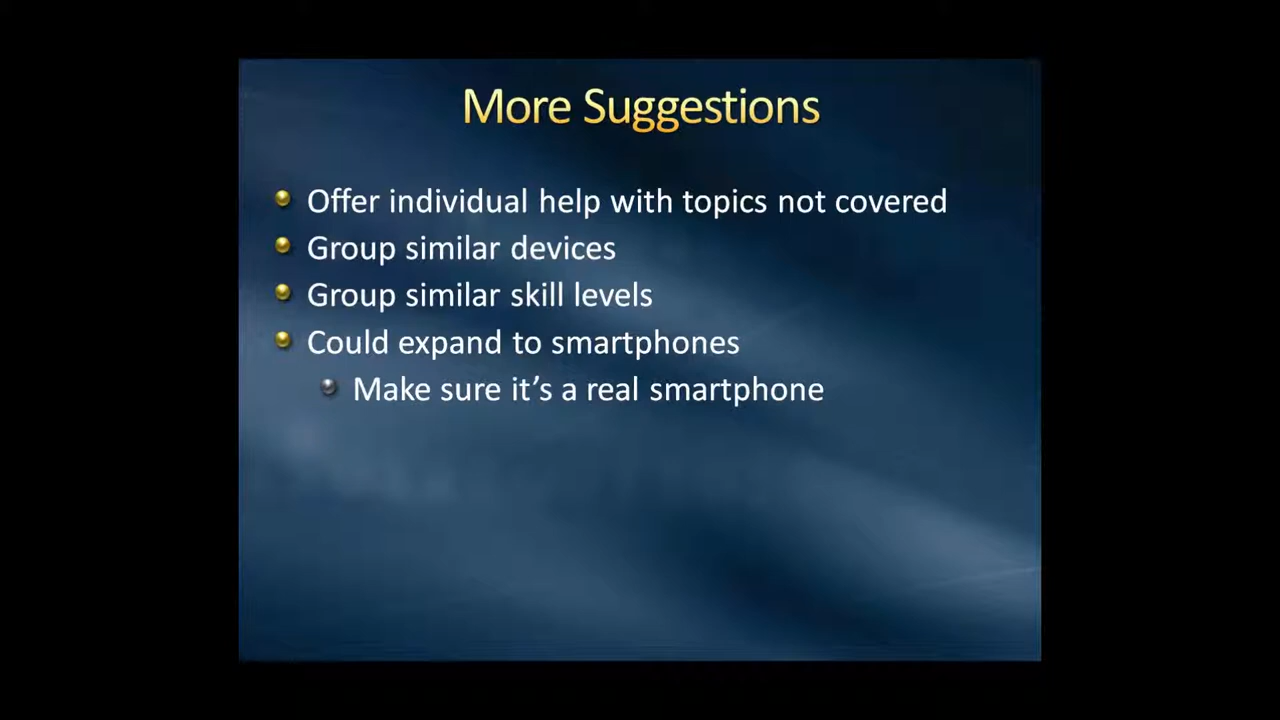 More Suggestions
Offer individual help with topics not covered
Group similar devices
Group similar skill levels
Could expand to smartphones
Make sure it’s a real smartphone